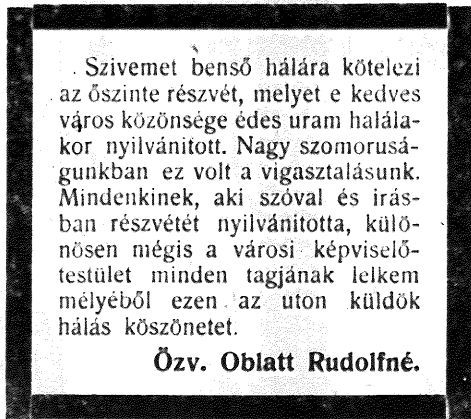 Szivemet benső hálára kötelezi
az őszinte részvét, melyet e kedves
város közönsége édes uram halála-
kor nyilvánitott. Nagy szomorusá-
gunkban ez volt a vigasztalásunk.
Mindenkinek, aki szóval és irás-
ban részvétét nyilvánitotta, külö-
nösen mégis a városi képviselő-
testület minden tagjának lelkem
mélyéből ezen az uton küldök
hálás köszönetet.
Özv. Oblatt Rudolfné.